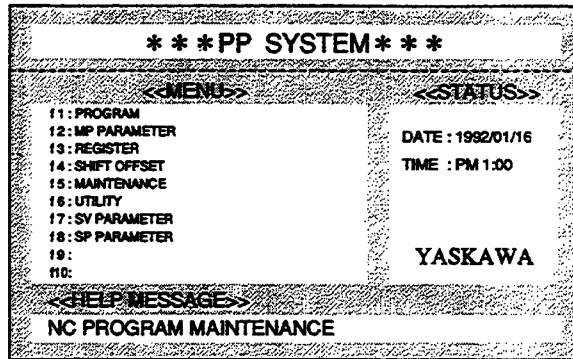 ***PP SYSTEM***
<<MENU>>
f1:PROGRAM
f2:MP PARAMETER
f3:REGISTER
f4:SHIFT OFFSET
f5:MAINTENANCE
f6:UTILITY
f7:SV PARAMETER
f8:SP PARAMETER
f9:
f10:
<<STATUS>>
DATE : 1992/01/16
TIME : PM 1:00
YASKAWA
<<HELP MESSAGE>>
NC PROGRAM MAINTENANCE